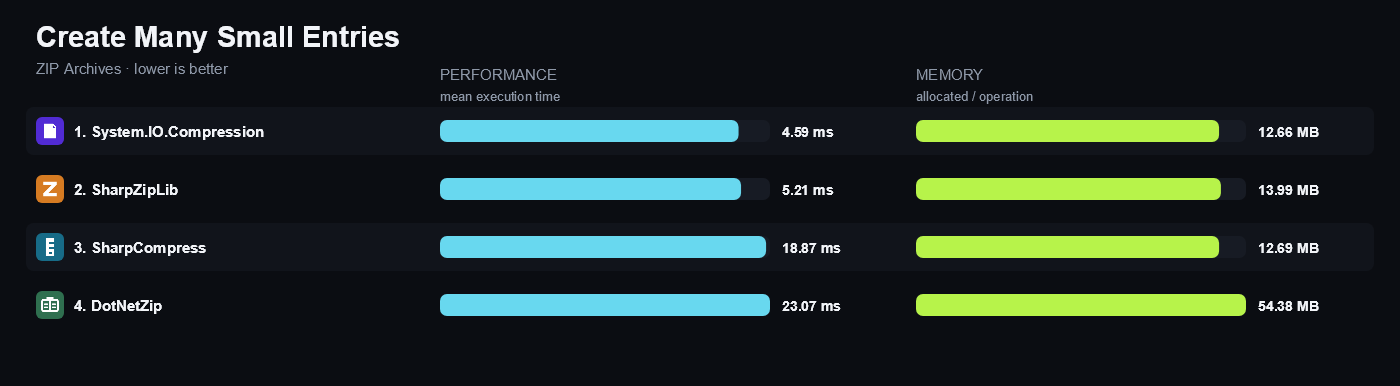 Create Many Small Entries
ZIP Archives · lower is better
PERFORMANCE
mean execution time
MEMORY
allocated / operation
1. System.IO.Compression 4.59 ms 12.66 MB
2. SharpZipLib 5.21 ms 13.99 MB
3. SharpCompress 18.87 ms 12.69 MB
4. DotNetZip 23.07 ms 54.38 MB